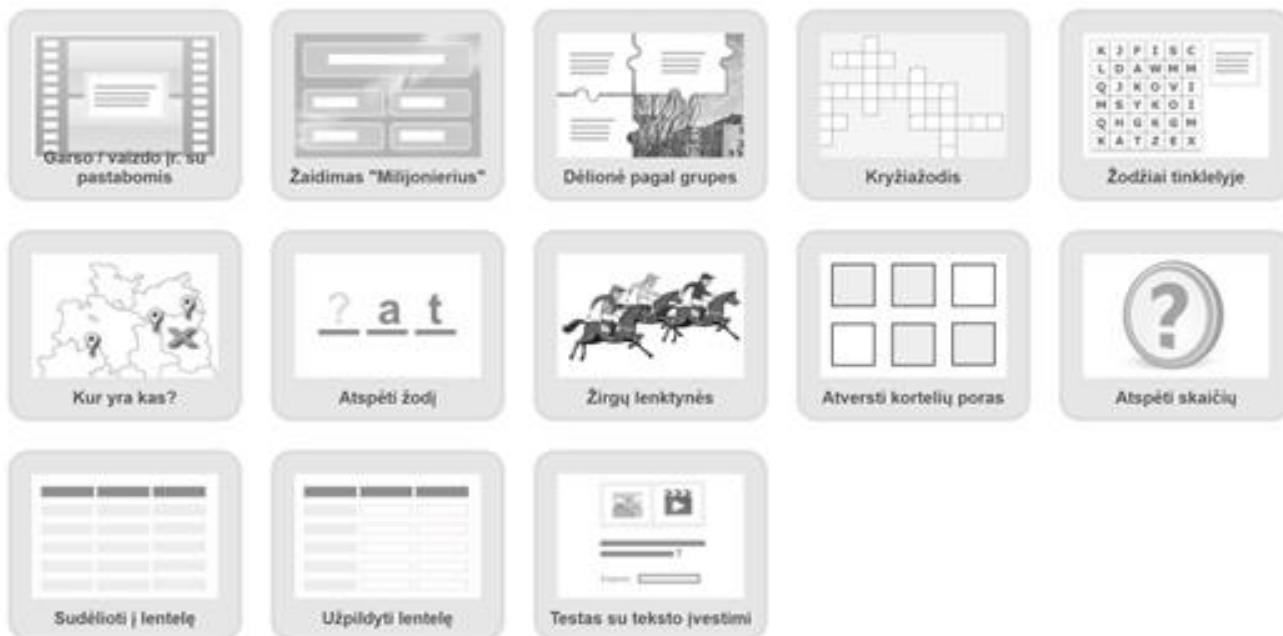 K J P I S C
L D A W M M
Q J K O V I
M S Y K O I
Q H G K G M
K A T Z E X
Garso / vaizdo įr. su
pastabomis
Žaidimas "Milijonierius"
Dėlionė pagal grupes
Kryžiažodis
Žodžiai tinklelyje
? a t
?
Kur yra kas?
Atspėti žodį
Žirgų lenktynės
Atversti kortelių poras
Atspėti skaičių
?
Sudėlioti į lentelę
Užpildyti lentelę
Testas su teksto įvestimi